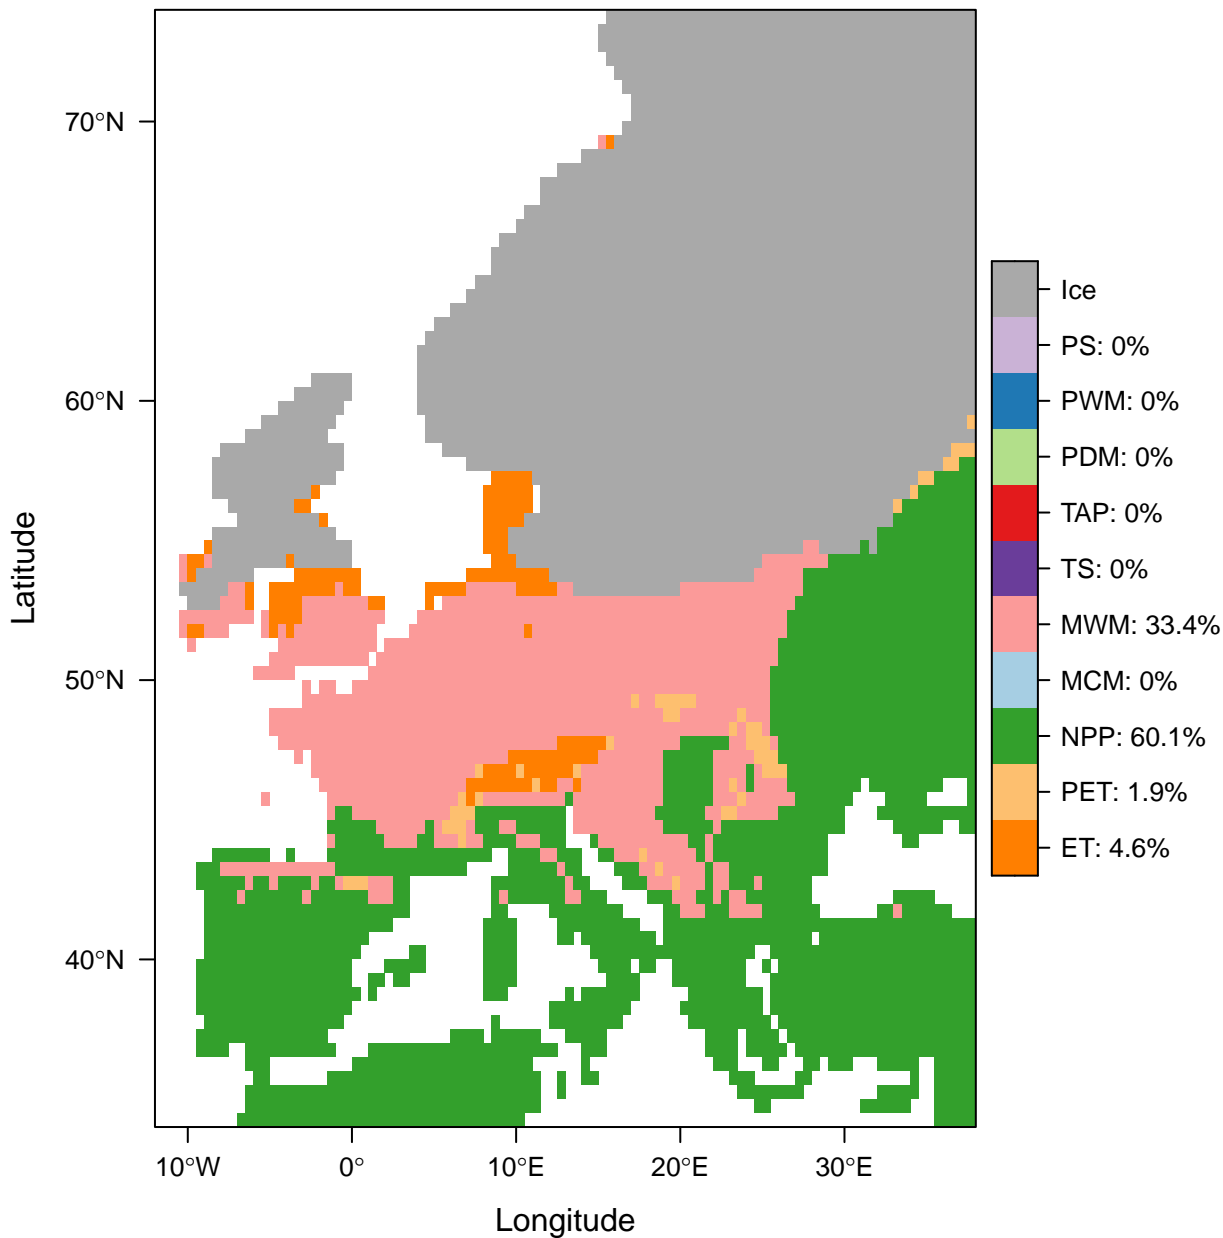 70°N
60°N
50°N
40°N
Latitude
10°W
0°
10°E
20°E
30°E
Longitude
Ice
PS: 0%
PWM: 0%
PDM: 0%
TAP: 0%
TS: 0%
MWM: 33.4%
MCM: 0%
NPP: 60.1%
PET: 1.9%
ET: 4.6%